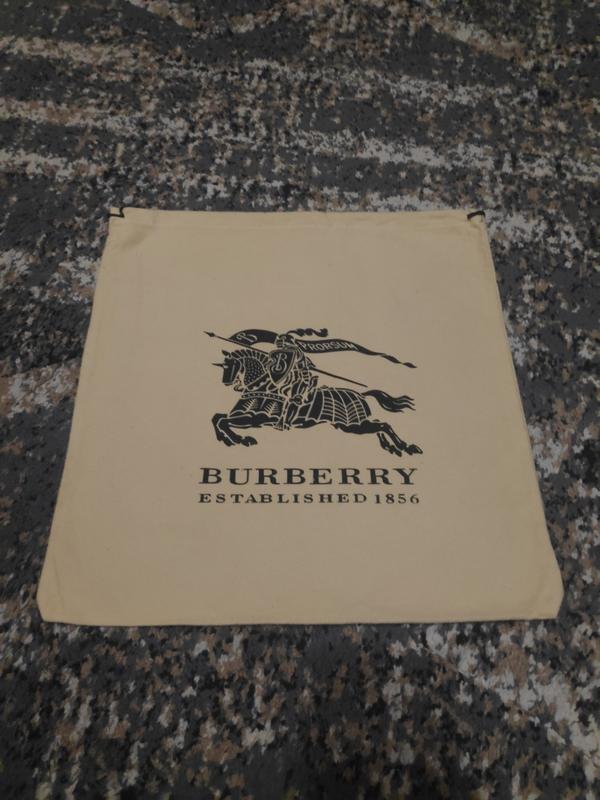 B
PRORSUM
B
BURBERRY
ESTABLISHED 1856